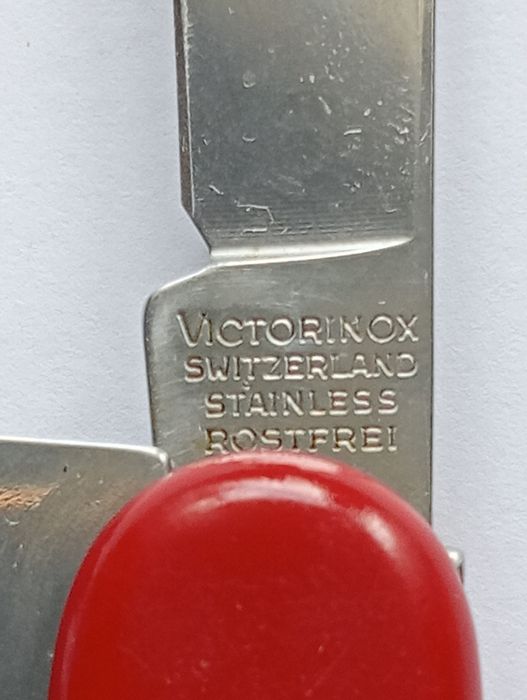 VICTORINOX
SWITZERLAND
STAINLESS
ROSTFREI